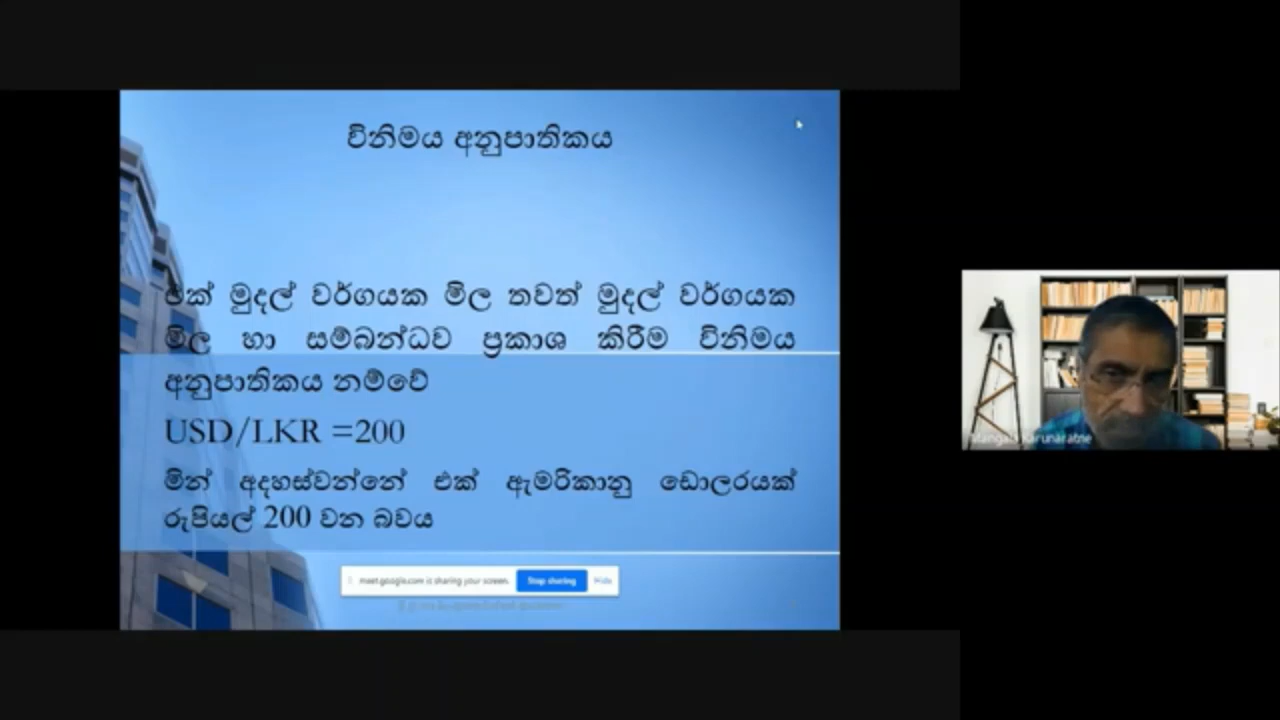 විනිමය අනුපාතිකය
එක් මුදල් වර්ගයක මිල තවත් මුදල් වර්ගයක
මිල හා සම්බන්ධව ප්‍රකාශ කිරීම විනිමය
අනුපාතිකය නම්වේ
USD/LKR =200
මින් අදහස්වන්නේ එක් ඇමරිකානු ඩොලරයක්
රුපියල් 200 වන බවය
meet.google.com is sharing your screen. Stop sharing Hide
Mangala Karunaratne